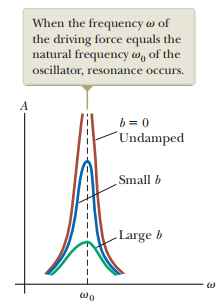 When the frequency ω of
the driving force equals the
natural frequency ω₀ of the
oscillator, resonance occurs.
A
b = 0
Undamped
Small b
Large b
ω
ω₀